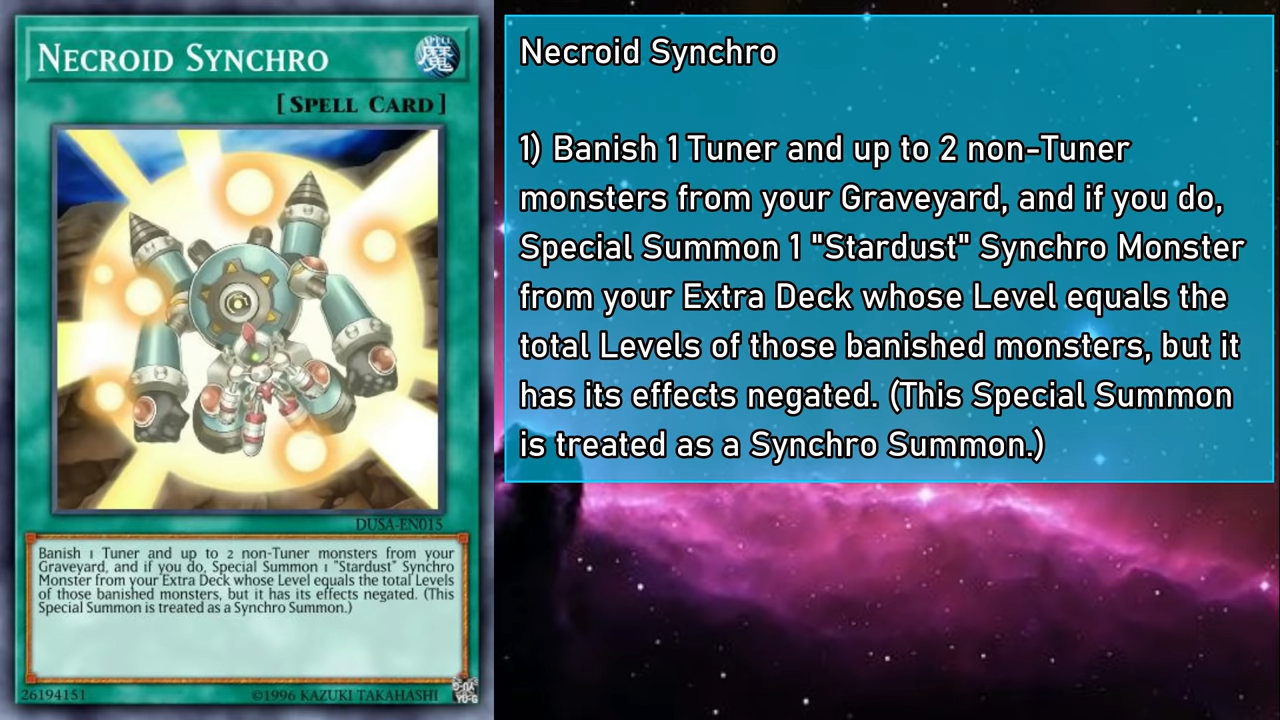 NECROID SYNCHRO
SPELL
魔
[ SPELL CARD ]
DUSA-EN015
Banish 1 Tuner and up to 2 non-Tuner monsters from your
Graveyard, and if you do, Special Summon 1 "Stardust" Synchro
Monster from your Extra Deck whose Level equals the total Levels
of those banished monsters, but it has its effects negated. (This
Special Summon is treated as a Synchro Summon.)
26194151
©1996 KAZUKI TAKAHASHI
Necroid Synchro
1) Banish 1 Tuner and up to 2 non-Tuner
monsters from your Graveyard, and if you do,
Special Summon 1 "Stardust" Synchro Monster
from your Extra Deck whose Level equals the
total Levels of those banished monsters, but it
has its effects negated. (This Special Summon
is treated as a Synchro Summon.)